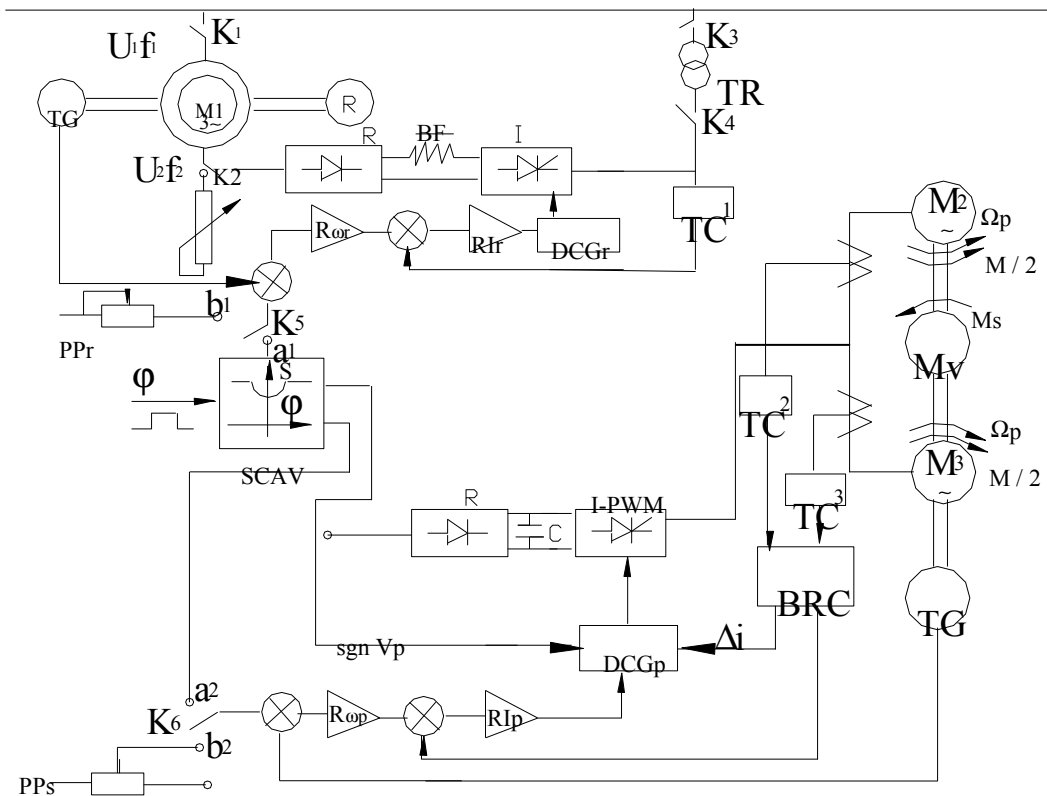 K1
U1f1
K3
TR
TG
M1
3~
R
K4
U2f2
K2
R
BF
I
TC1
M2
~
Ωp
M / 2
Rωr
RIr
DCGr
b1
K5
PPr
a1
Ms
Mv
φ
S
φ
SCAV
TC2
Ωp
M3
~
M / 2
TC3
R
I-PWM
C
BRC
TG
sgn Vp
DCGp
Δi
a2
K6
Rωp
RIp
b2
PPs